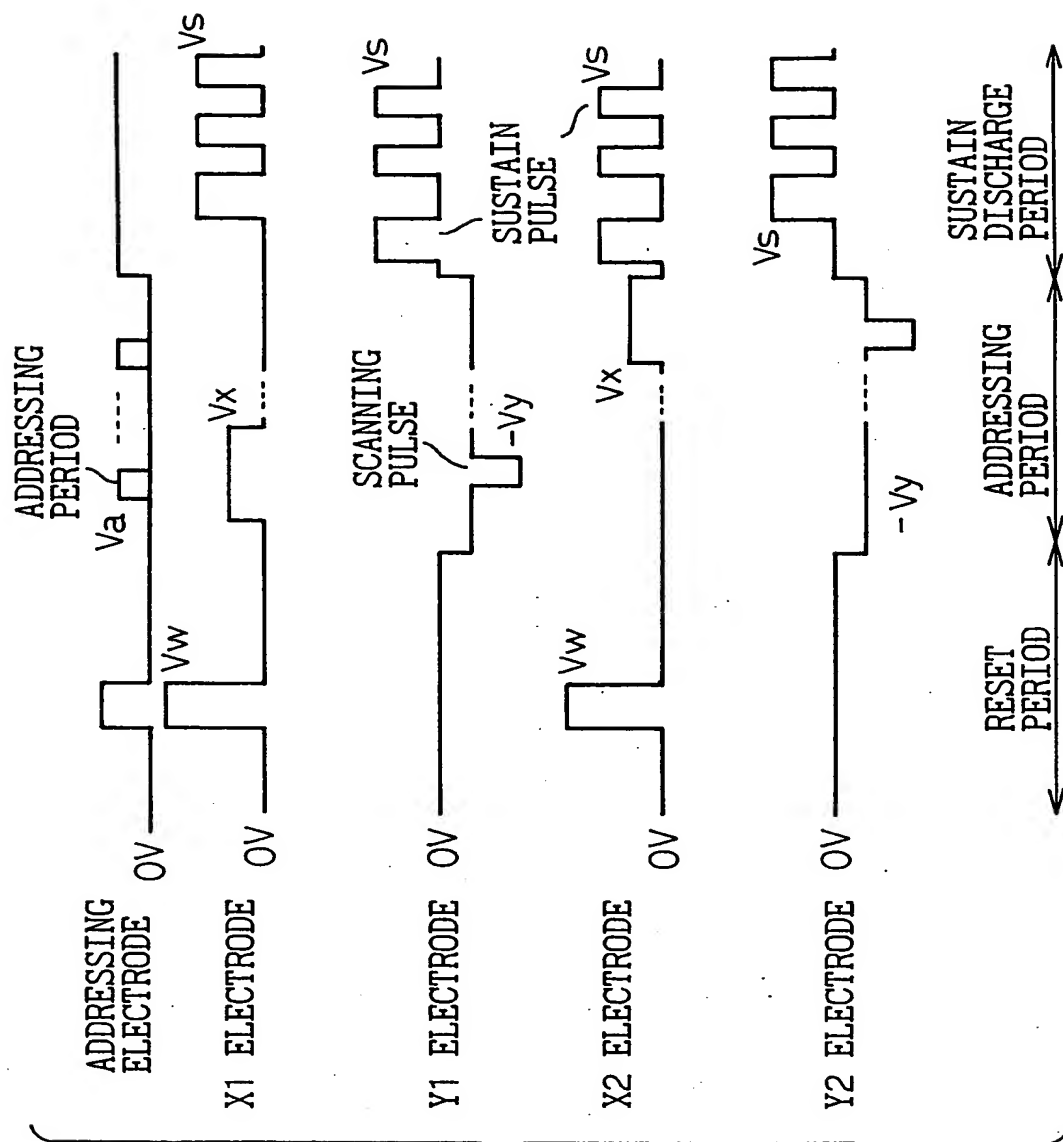 ADDRESSING
ELECTRODE
0V
Va
ADDRESSING
PERIOD
X1 ELECTRODE
0V
Vw
Vx
Vs
Y1 ELECTRODE
0V
SCANNING
PULSE
-Vy
SUSTAIN
PULSE
Vs
X2 ELECTRODE
0V
Vw
Vx
Vs
Y2 ELECTRODE
0V
-Vy
Vs
RESET
PERIOD
ADDRESSING
PERIOD
SUSTAIN
DISCHARGE
PERIOD